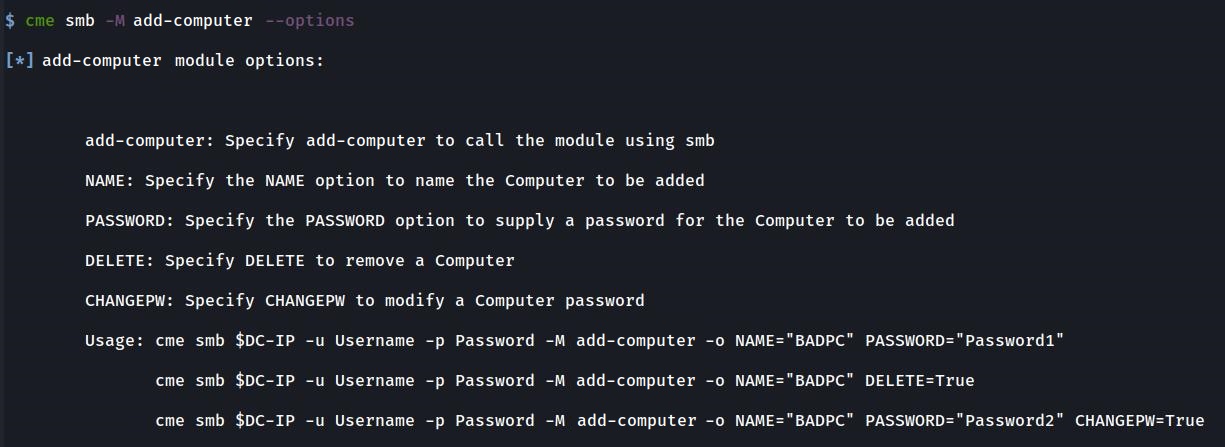 $ cme smb -M add-computer --options
[*] add-computer module options:
add-computer: Specify add-computer to call the module using smb
NAME: Specify the NAME option to name the Computer to be added
PASSWORD: Specify the PASSWORD option to supply a password for the Computer to be added
DELETE: Specify DELETE to remove a Computer
CHANGEPW: Specify CHANGEPW to modify a Computer password
Usage: cme smb $DC-IP -u Username -p Password -M add-computer -o NAME="BADPC" PASSWORD="Password1"
cme smb $DC-IP -u Username -p Password -M add-computer -o NAME="BADPC" DELETE=True
cme smb $DC-IP -u Username -p Password -M add-computer -o NAME="BADPC" PASSWORD="Password2" CHANGEPW=True